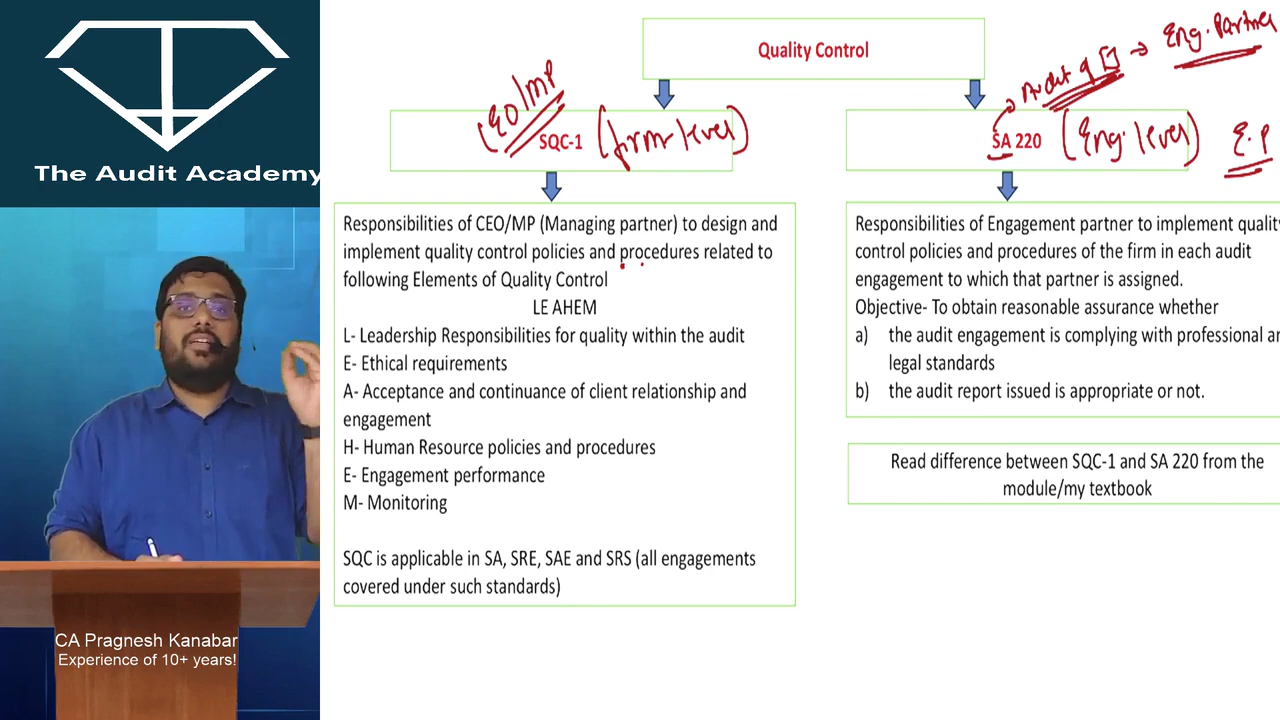 The Audit Academy
CA Pragnesh Kanabar
Experience of 10+ years!
Quality Control
Audit of → Eng. Partner
(EO/MP
SQC-1 (firm-level)
SA 220 (Eng. level)
E.P
Responsibilities of CEO/MP (Managing partner) to design and
implement quality control policies and procedures related to
following Elements of Quality Control
LE AHEM
L- Leadership Responsibilities for quality within the audit
E- Ethical requirements
A- Acceptance and continuance of client relationship and
engagement
H- Human Resource policies and procedures
E- Engagement performance
M- Monitoring
SQC is applicable in SA, SRE, SAE and SRS (all engagements
covered under such standards)
Responsibilities of Engagement partner to implement quality
control policies and procedures of the firm in each audit
engagement to which that partner is assigned.
Objective- To obtain reasonable assurance whether
a) the audit engagement is complying with professional an
legal standards
b) the audit report issued is appropriate or not.
Read difference between SQC-1 and SA 220 from the
module/my textbook